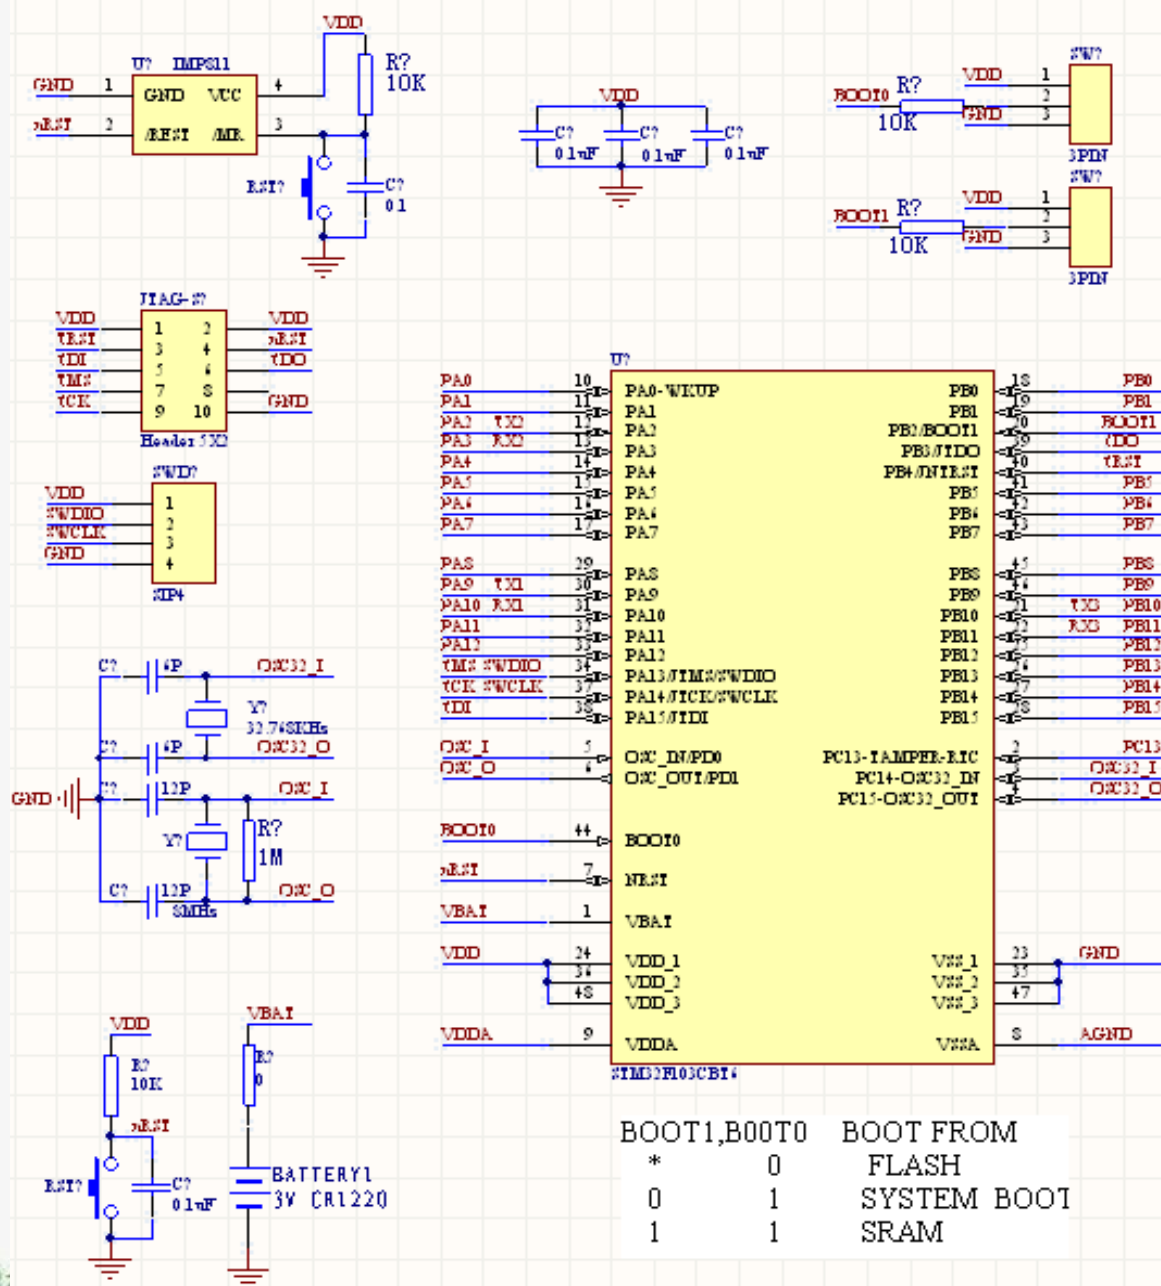 VDD
U? IMP811
R?
10K
GND 1 GND VCC 4
nRST 2 /REST /MR 3
RST?
C?
0.1
VDD
C? C? C?
0.1uF 0.1uF 0.1uF
SW?
BOOT0 R? VDD 1
10K 2
GND 3
3PIN
SW?
BOOT1 R? VDD 1
10K 2
GND 3
3PIN
JTAG-S?
VDD 1 2 VDD
tRST 3 4 nRST
tDI 5 6 tDO
tMS 7 8
tCK 9 10 GND
Header 5X2
SWD?
VDD 1
SWDIO 2
SWCLK 3
GND 4
SIP4
C? 6P OSC32_I
Y?
32.768KHz
C? 6P OSC32_O
GND C? 12P OSC_I
Y? R?
1M
C? 12P OSC_O
8MHz
VDD
R?
10K
nRST
RST? C?
0.1uF
VBAT
R?
0
BATTERY1
3V CR1220
U?
PA0 10 PA0-WKUP PB0 18 PB0
PA1 11 PA1 PB1 19 PB1
PA2 TX2 12 PA2 PB2/BOOT1 20 BOOT1
PA3 RX2 13 PA3 PB3/JTDO 39 tDO
PA4 14 PA4 PB4/JNTRST 40 tRST
PA5 15 PA5 PB5 41 PB5
PA6 16 PA6 PB6 42 PB6
PA7 17 PA7 PB7 43 PB7
PA8 29 PA8 PB8 45 PB8
PA9 TX1 30 PA9 PB9 46 PB9
PA10 RX1 31 PA10 PB10 21 TX3 PB10
PA11 32 PA11 PB11 22 RX3 PB11
PA12 33 PA12 PB12 PB12
tMS SWDIO 34 PA13/JTMS/SWDIO PB13 26 PB13
tCK SWCLK 37 PA14/JTCK/SWCLK PB14 27 PB14
tDI 38 PA15/JTDI PB15 28 PB15
OSC_I 5 OSC_IN/PD0 PC13-TAMPER-RTC 2 PC13
OSC_O 6 OSC_OUT/PD1 PC14-OSC32_IN OSC32_I
PC15-OSC32_OUT 4 OSC32_O
BOOT0 44 BOOT0
nRST 7 NRST
VBAT 1 VBAT
VDD 24 VDD_1 VSS_1 23 GND
36 VDD_2 VSS_2 35
48 VDD_3 VSS_3 47
VDDA 9 VDDA VSSA 8 AGND
STM32F103CBT6
BOOT1,B00T0 BOOT FROM
* 0 FLASH
0 1 SYSTEM BOOT
1 1 SRAM